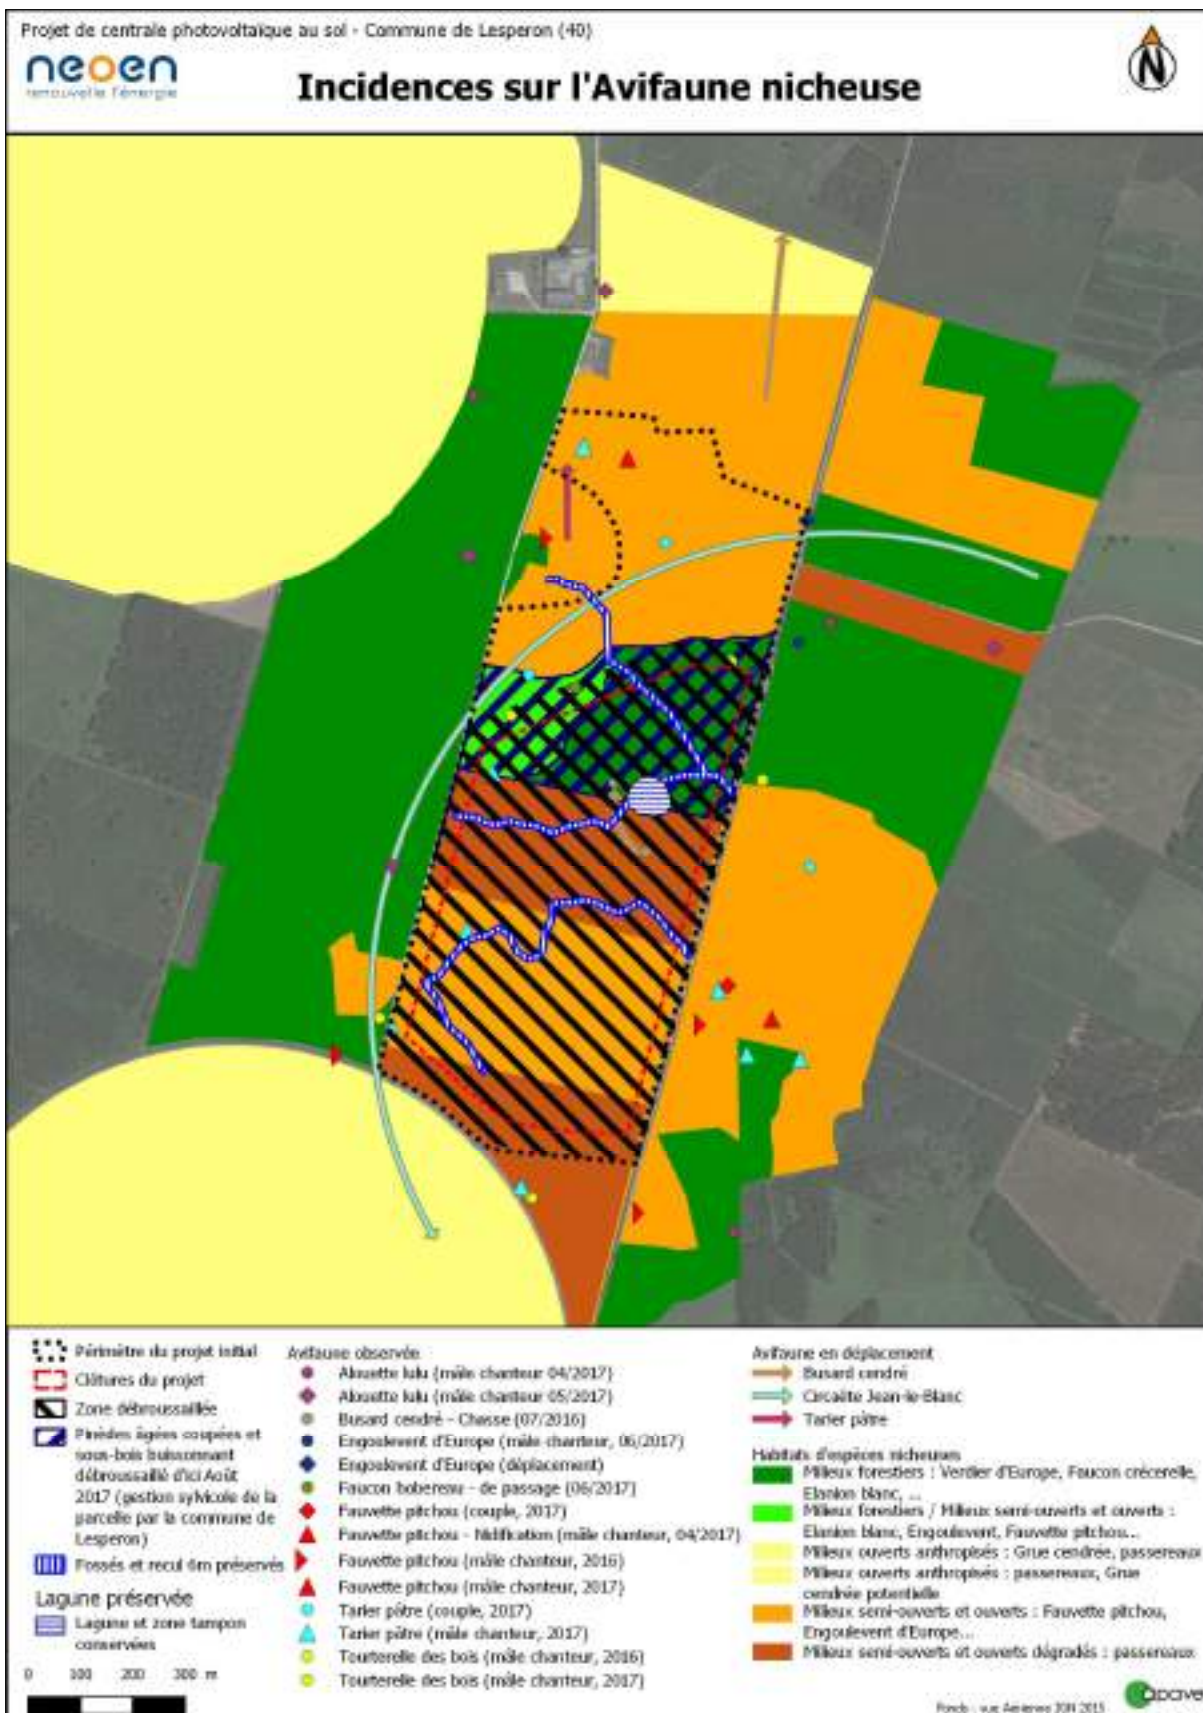 Projet de centrale photovoltaïque au sol - Commune de Lesperon (40)
neoen
renouvelle l'énergie
Incidences sur l'Avifaune nicheuse
N
Périmètre du projet initial
Clôtures du projet
Zone débroussaillée
Pinèdes âgées coupées et
sous-bois buissonnant
débroussaillé d'ici Août
2017 (gestion sylvicole de la
parcelle par la commune de
Lesperon)
Fossés et recul 6m préservés
Lagune préservée
Lagune et zone tampon
conservées
0 100 200 300 m
Avifaune observée
Alouette lulu (mâle chanteur 04/2017)
Alouette lulu (mâle chanteur 05/2017)
Busard cendré - Chasse (07/2016)
Engoulevent d'Europe (mâle chanteur, 06/2017)
Engoulevent d'Europe (déplacement)
Faucon hobereau - de passage (06/2017)
Fauvette pitchou (couple, 2017)
Fauvette pitchou - Nidification (mâle chanteur, 04/2017)
Fauvette pitchou (mâle chanteur, 2016)
Fauvette pitchou (mâle chanteur, 2017)
Tarier pâtre (couple, 2017)
Tarier pâtre (mâle chanteur, 2017)
Tourterelle des bois (mâle chanteur, 2016)
Tourterelle des bois (mâle chanteur, 2017)
Avifaune en déplacement
Busard cendré
Circaète Jean-le-Blanc
Tarier pâtre
Habitats d'espèces nicheuses
Milieux forestiers : Verdier d'Europe, Faucon crécerelle,
Elanion blanc, ...
Milieux forestiers / Milieux semi-ouverts et ouverts :
Elanion blanc, Engoulevent, Fauvette pitchou...
Milieux ouverts anthropisés : Grue cendrée, passereaux
Milieux ouverts anthropisés : passereaux, Grue
cendrée potentielle
Milieux semi-ouverts et ouverts : Fauvette pitchou,
Engoulevent d'Europe...
Milieux semi-ouverts et ouverts dégradés : passereaux
Fonds : vue Aérienne IGN 2015
apave